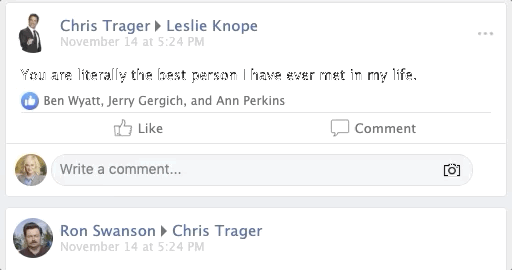 Chris Trager ▸ Leslie Knope
November 14 at 5:24 PM
You are literally the best person I have ever met in my life.
Ben Wyatt, Jerry Gergich, and Ann Perkins
Like Comment
Write a comment...
Ron Swanson ▸ Chris Trager
November 14 at 5:24 PM